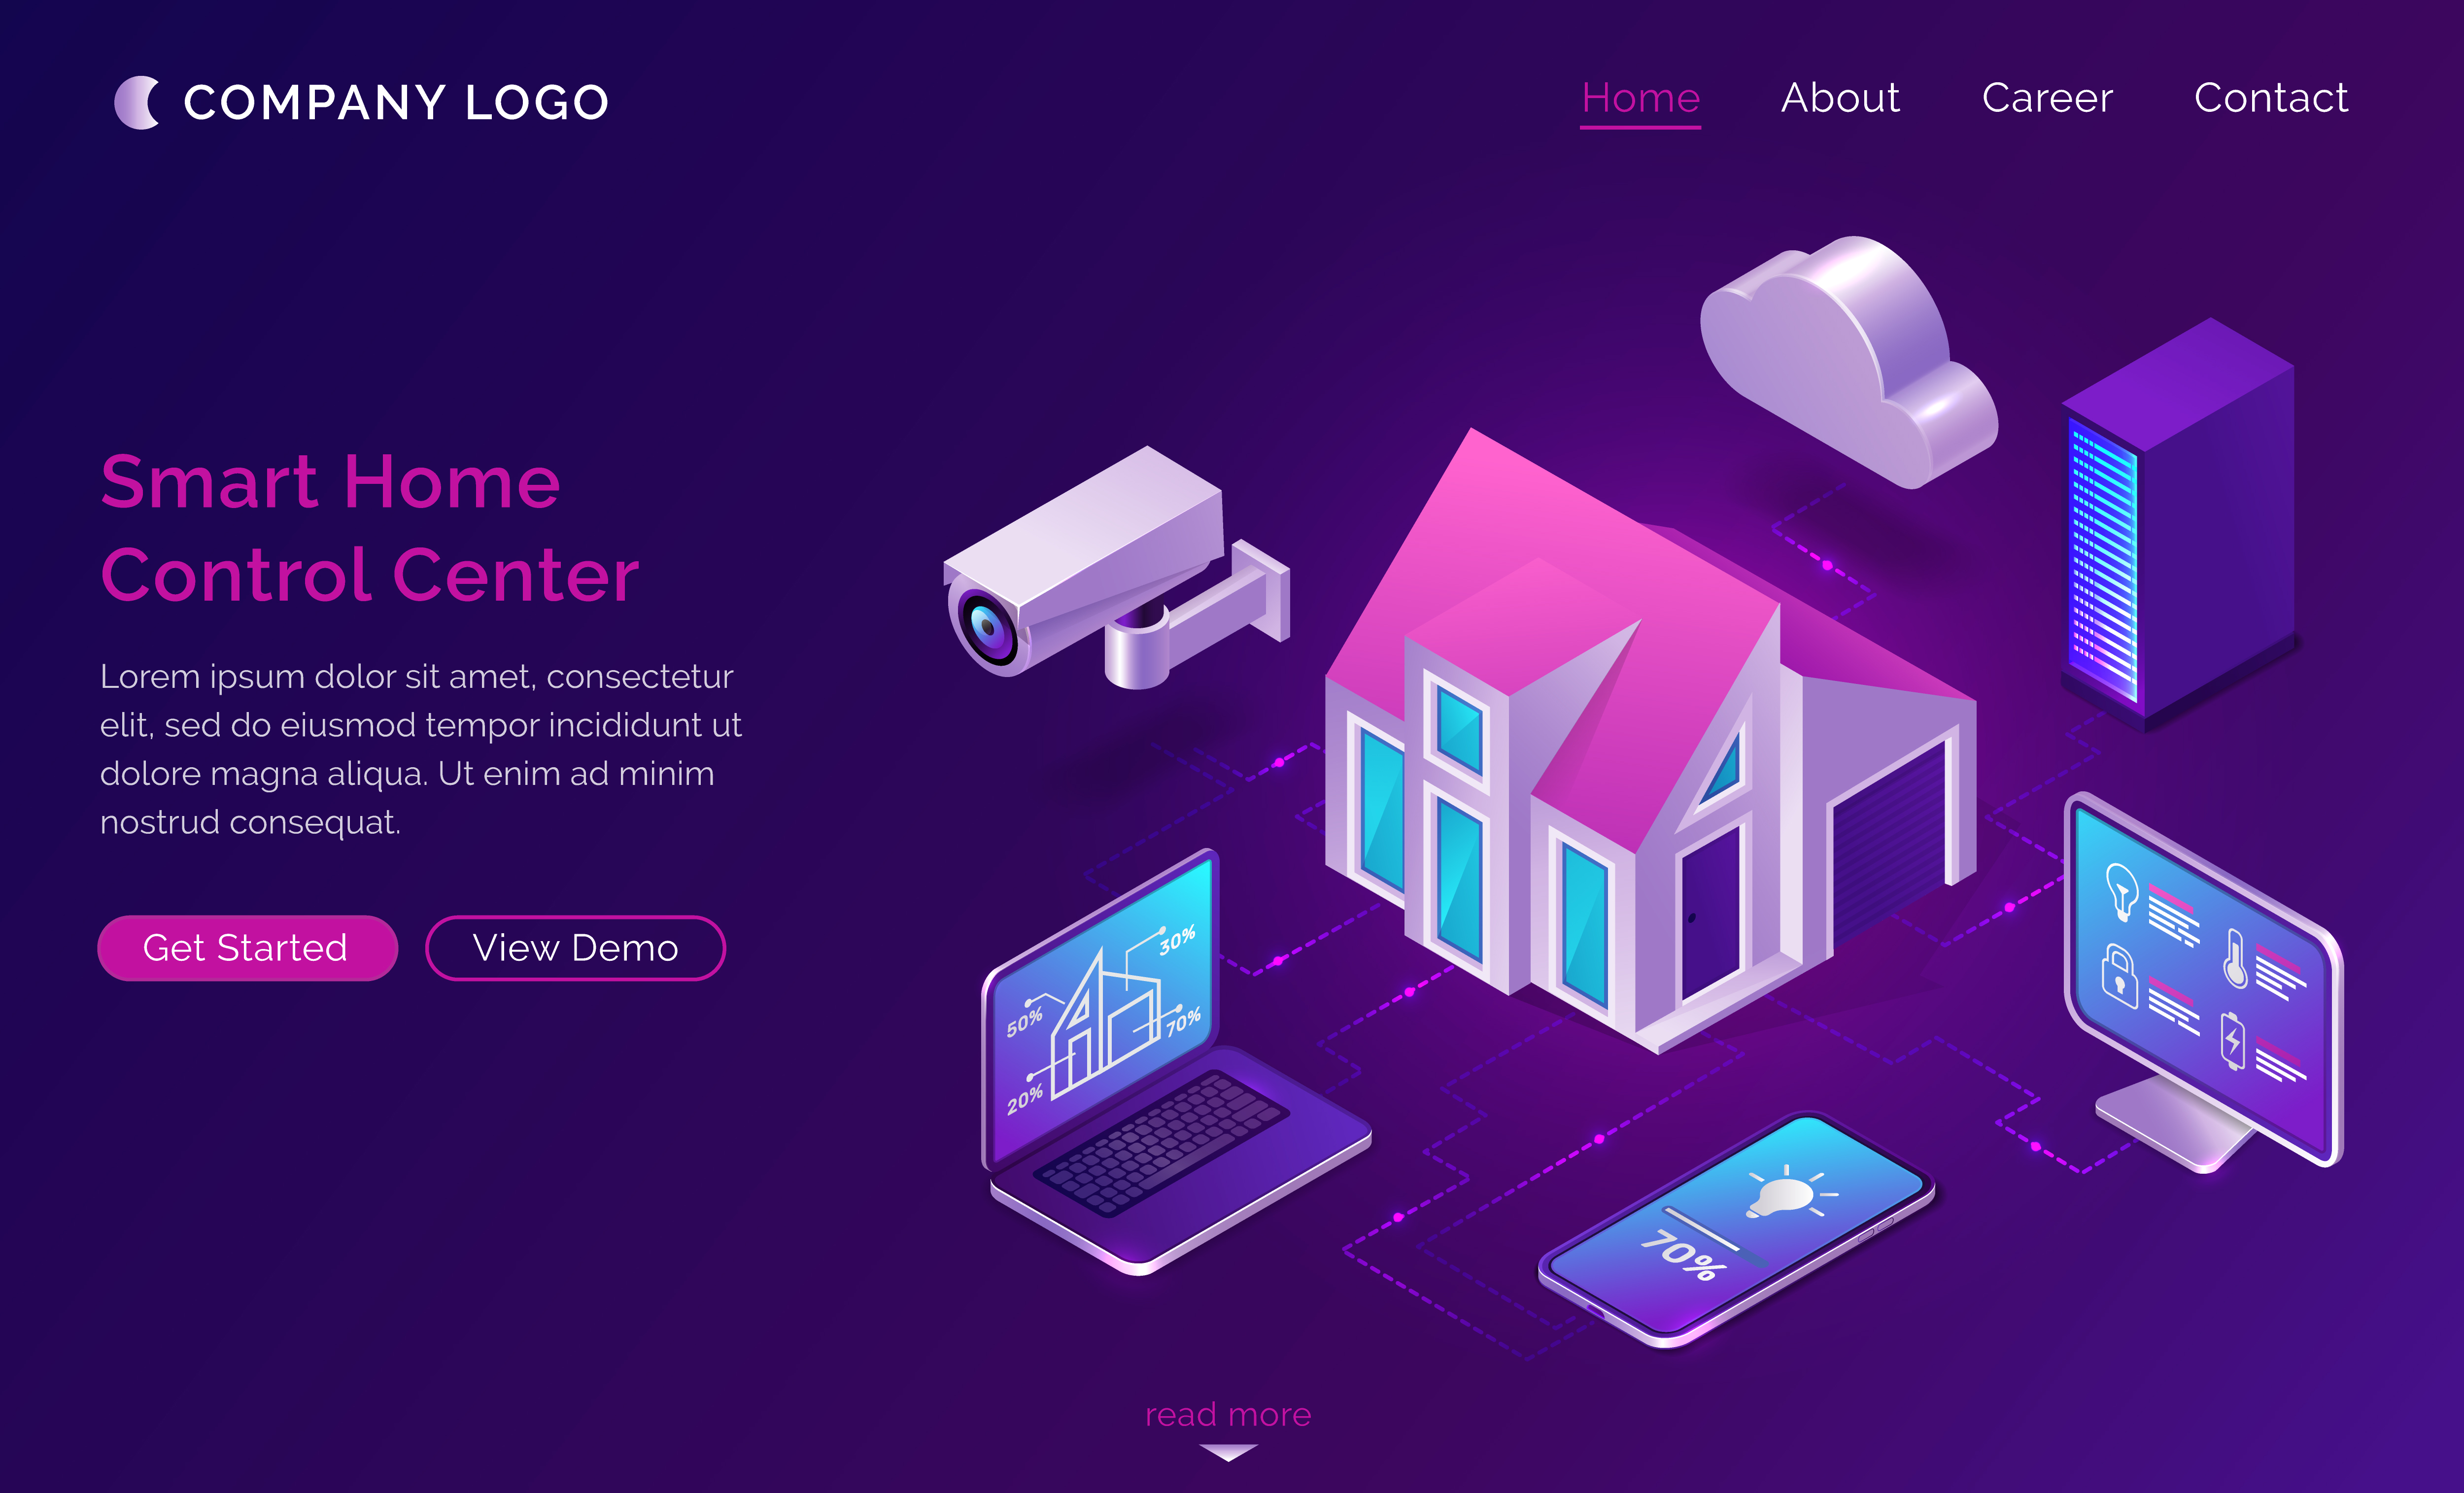 COMPANY LOGO
Home
About
Career
Contact
Smart Home
Control Center
Lorem ipsum dolor sit amet, consectetur
elit, sed do eiusmod tempor incididunt ut
dolore magna aliqua. Ut enim ad minim
nostrud consequat.
Get Started
View Demo
30%
50%
70%
20%
70%
read more